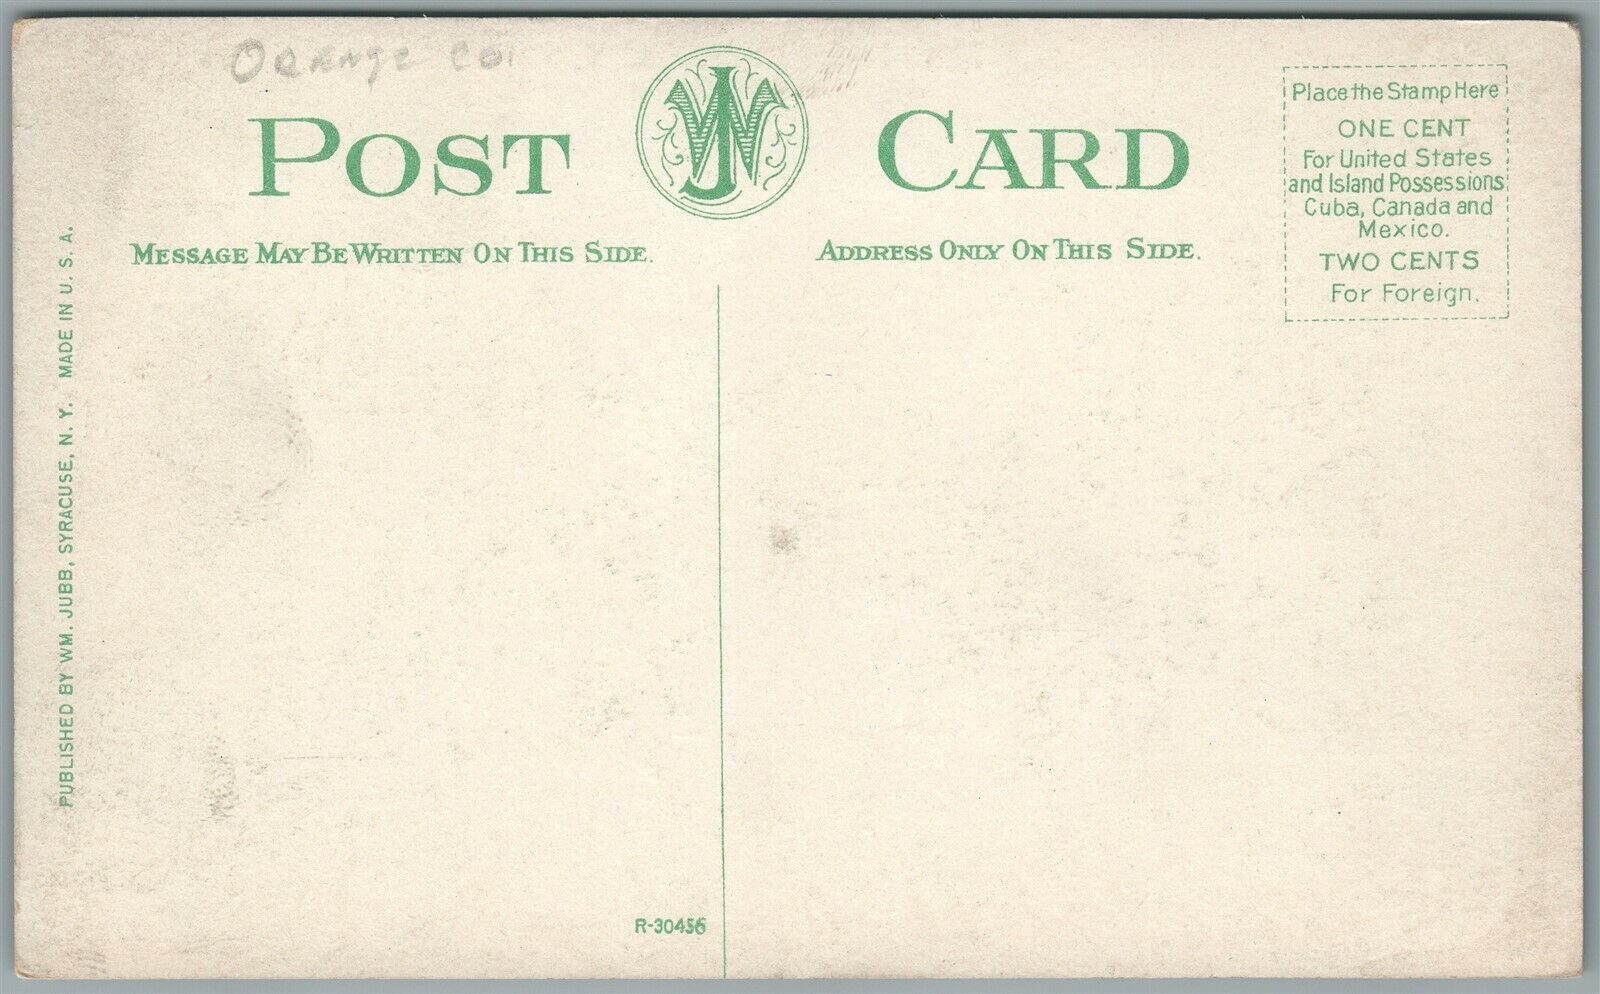 Orange Co.
POST CARD
MESSAGE MAY BE WRITTEN ON THIS SIDE.
ADDRESS ONLY ON THIS SIDE.
Place the Stamp Here
ONE CENT
For United States
and Island Possessions
Cuba, Canada and
Mexico.
TWO CENTS
For Foreign.
PUBLISHED BY WM. JUBB, SYRACUSE, N. Y. MADE IN U. S. A.
R-30456